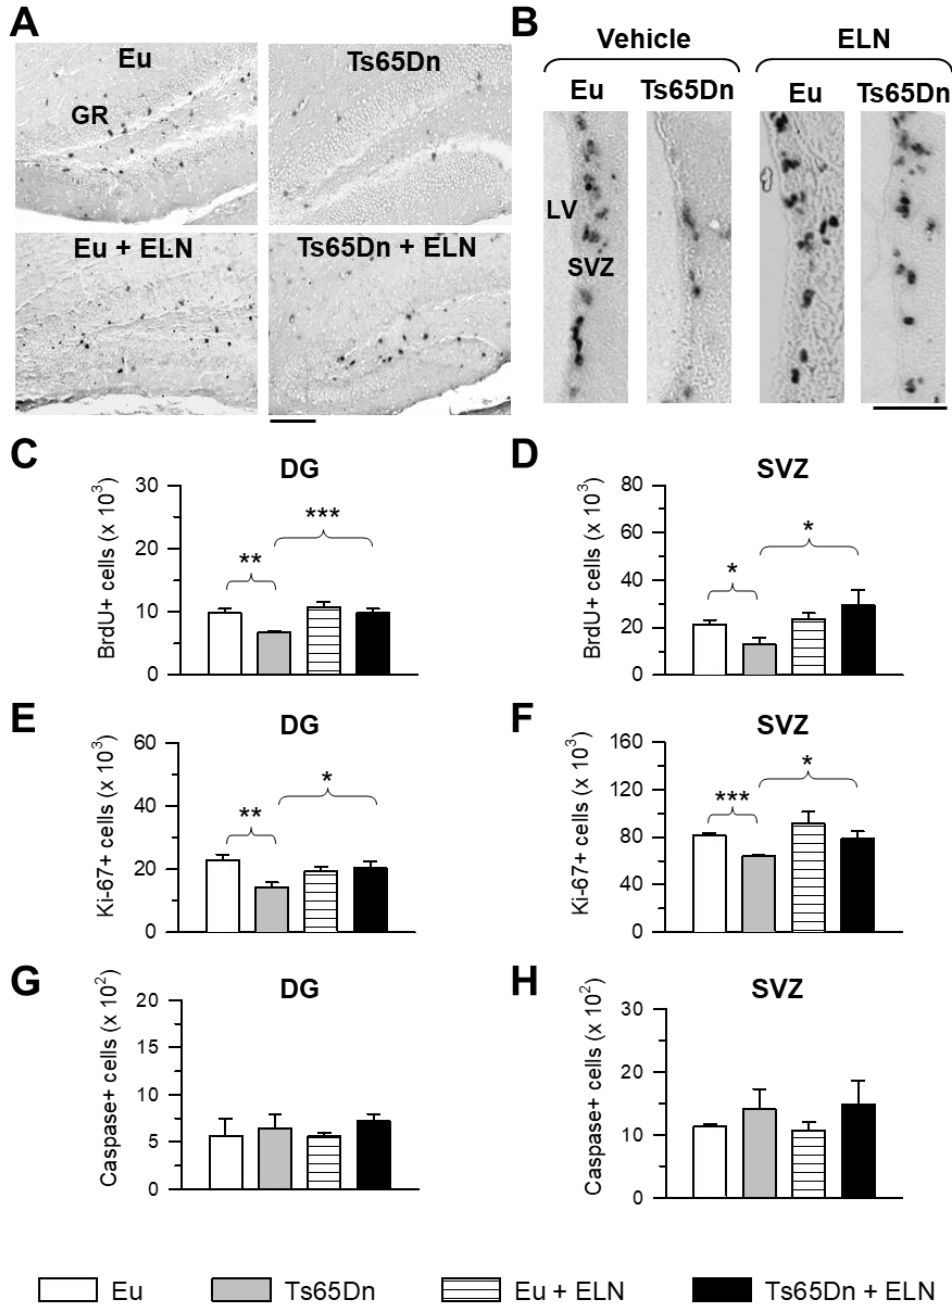 A
Eu
Ts65Dn
GR
Eu + ELN
Ts65Dn + ELN
B
Vehicle
ELN
Eu
Ts65Dn
Eu
Ts65Dn
LV
SVZ
C
DG
BrdU+ cells (x 10³)
30
20
10
0
**
***
D
SVZ
BrdU+ cells (x 10³)
80
60
40
20
0
*
*
E
DG
Ki-67+ cells (x 10³)
60
40
20
0
**
*
F
SVZ
Ki-67+ cells (x 10³)
160
120
80
40
0
***
*
G
DG
Caspase+ cells (x 10²)
20
15
10
5
0
H
SVZ
Caspase+ cells (x 10²)
30
20
10
0
Eu
Ts65Dn
Eu + ELN
Ts65Dn + ELN